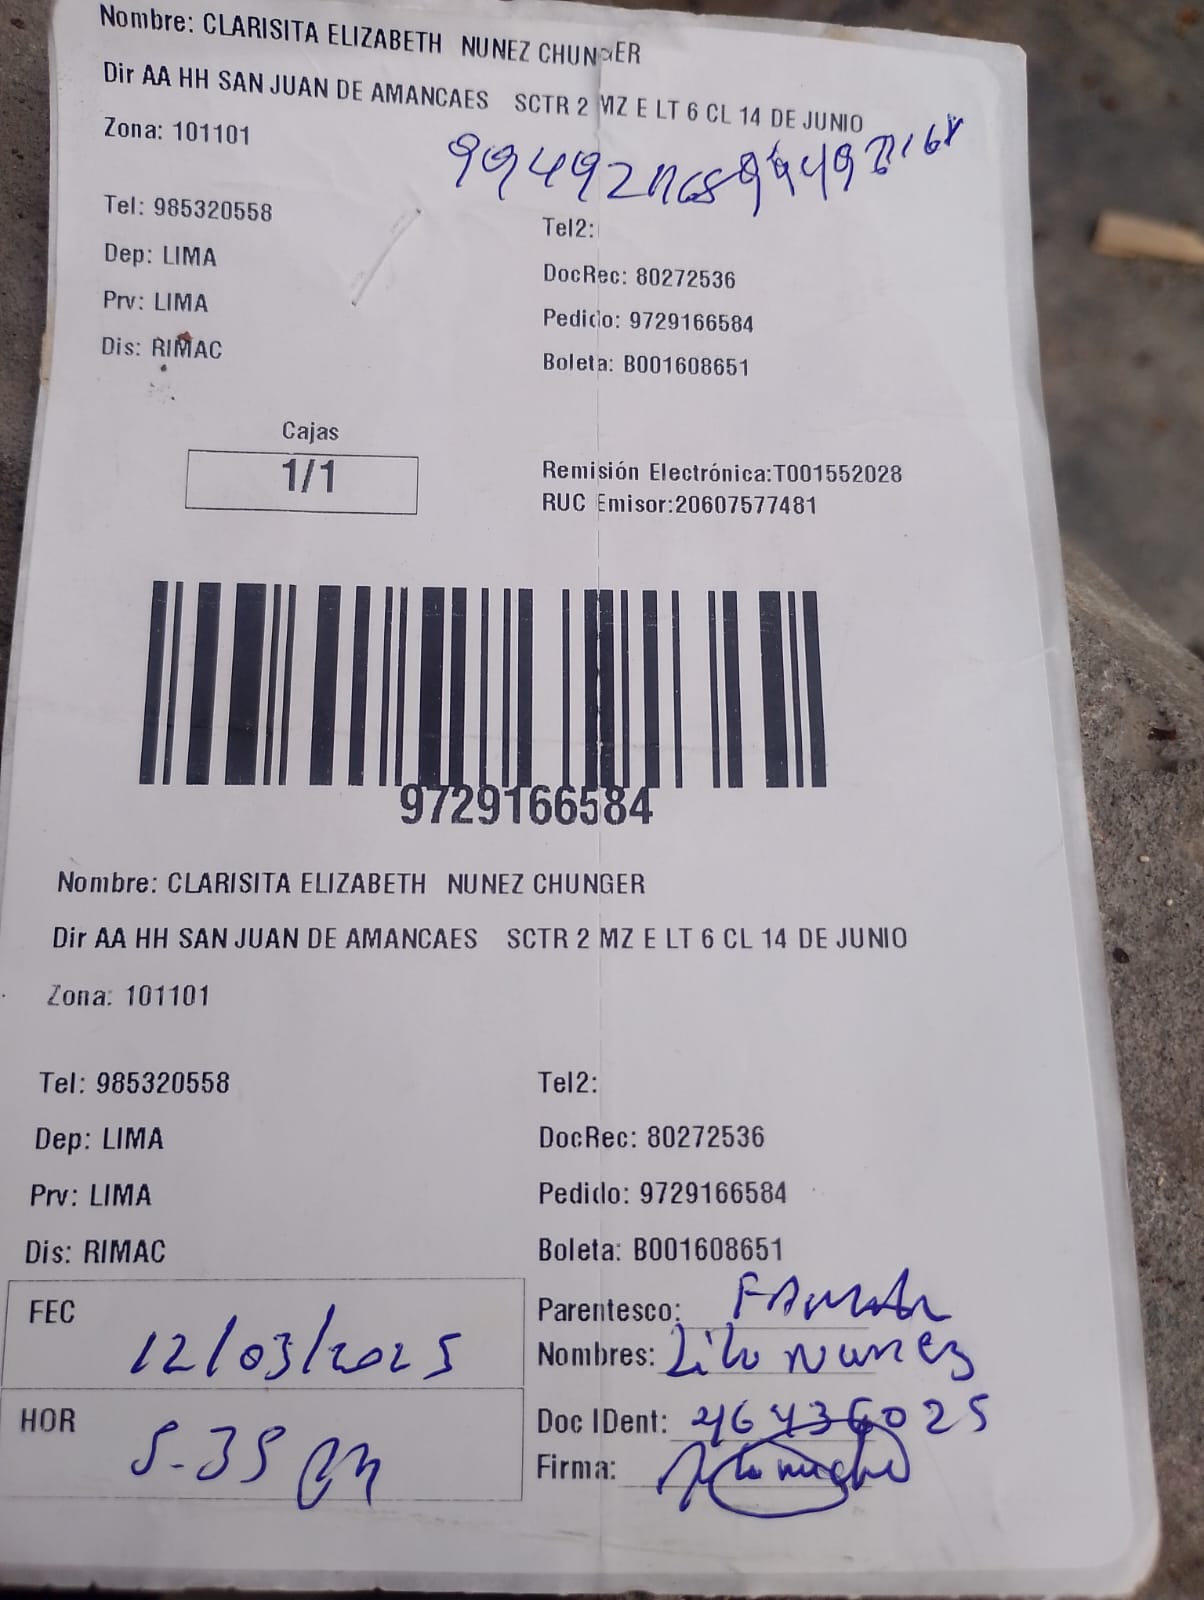 Nombre: CLARISITA ELIZABETH NUNEZ CHUNGER
Dir AA HH SAN JUAN DE AMANCAES SCTR 2 MZ E LT 6 CL 14 DE JUNIO
Zona: 101101
Tel: 985320558
Tel2:
Dep: LIMA
DocRec: 80272536
Prv: LIMA
Pedido: 9729166584
Dis: RIMAC
Boleta: B001608651
Cajas
1/1
Remisión Electrónica:T001552028
RUC Emisor:20607577481
9729166584
Nombre: CLARISITA ELIZABETH NUNEZ CHUNGER
Dir AA HH SAN JUAN DE AMANCAES SCTR 2 MZ E LT 6 CL 14 DE JUNIO
Zona: 101101
Tel: 985320558
Tel2:
Dep: LIMA
DocRec: 80272536
Prv: LIMA
Pedido: 9729166584
Dis: RIMAC
Boleta: B001608651
FEC
12/03/2025
Parentesco:
Nombres: Nunez
HOR
5-35
Doc IDent:
Firma: